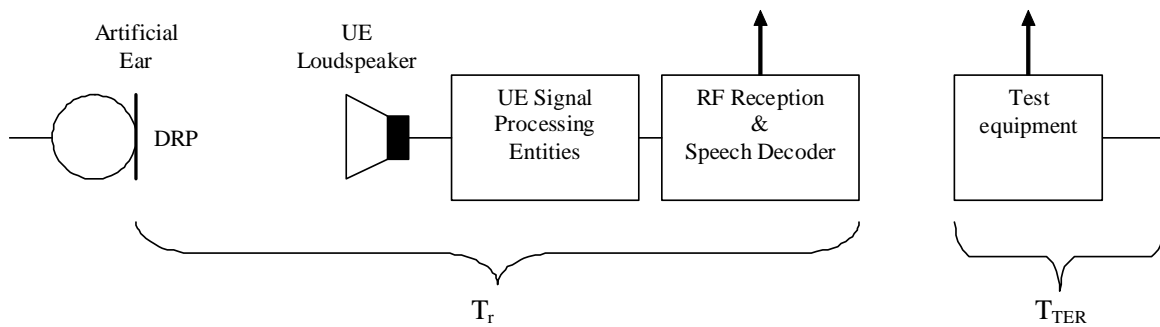 Artificial
Ear
DRP
UE
Loudspeaker
UE Signal
Processing
Entities
RF Reception
&
Speech Decoder
Test
equipment
Tr
TTER